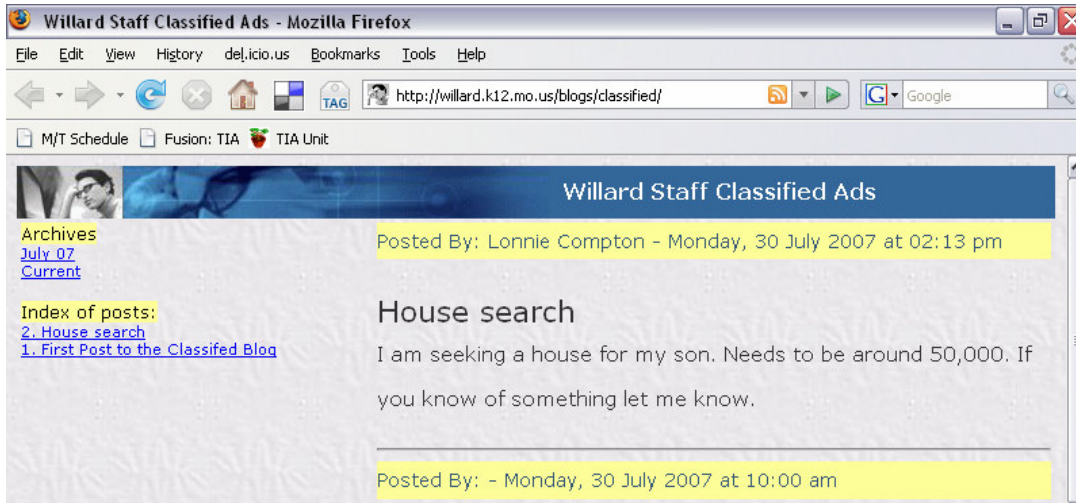 Willard Staff Classified Ads - Mozilla Firefox
File Edit View History del.icio.us Bookmarks Tools Help
TAG http://willard.k12.mo.us/blogs/classified/ G Google
M/T Schedule Fusion: TIA TIA Unit
Willard Staff Classified Ads
Archives
July 07
Current
Index of posts:
2. House search
1. First Post to the Classifed Blog
Posted By: Lonnie Compton - Monday, 30 July 2007 at 02:13 pm
House search
I am seeking a house for my son. Needs to be around 50,000. If
you know of something let me know.
Posted By: - Monday, 30 July 2007 at 10:00 am